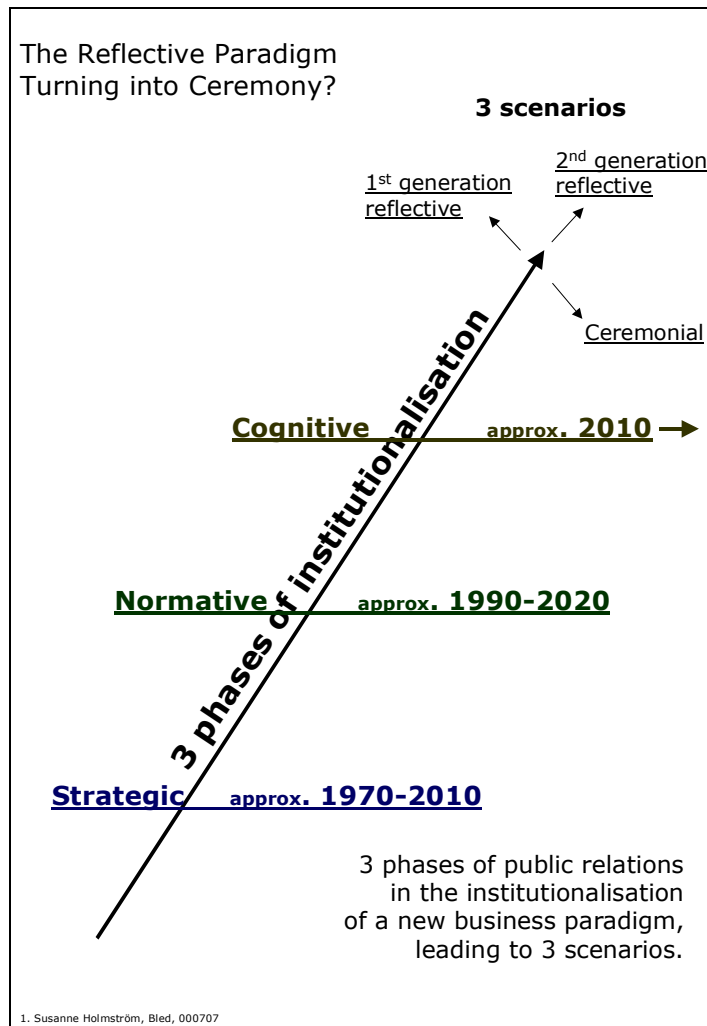 The Reflective Paradigm
Turning into Ceremony?
3 scenarios
1st generation
reflective
2nd generation
reflective
Ceremonial
3 phases of institutionalisation
Cognitive approx. 2010
Normative approx. 1990-2020
Strategic approx. 1970-2010
3 phases of public relations
in the institutionalisation
of a new business paradigm,
leading to 3 scenarios.
1. Susanne Holmström, Bled, 000707